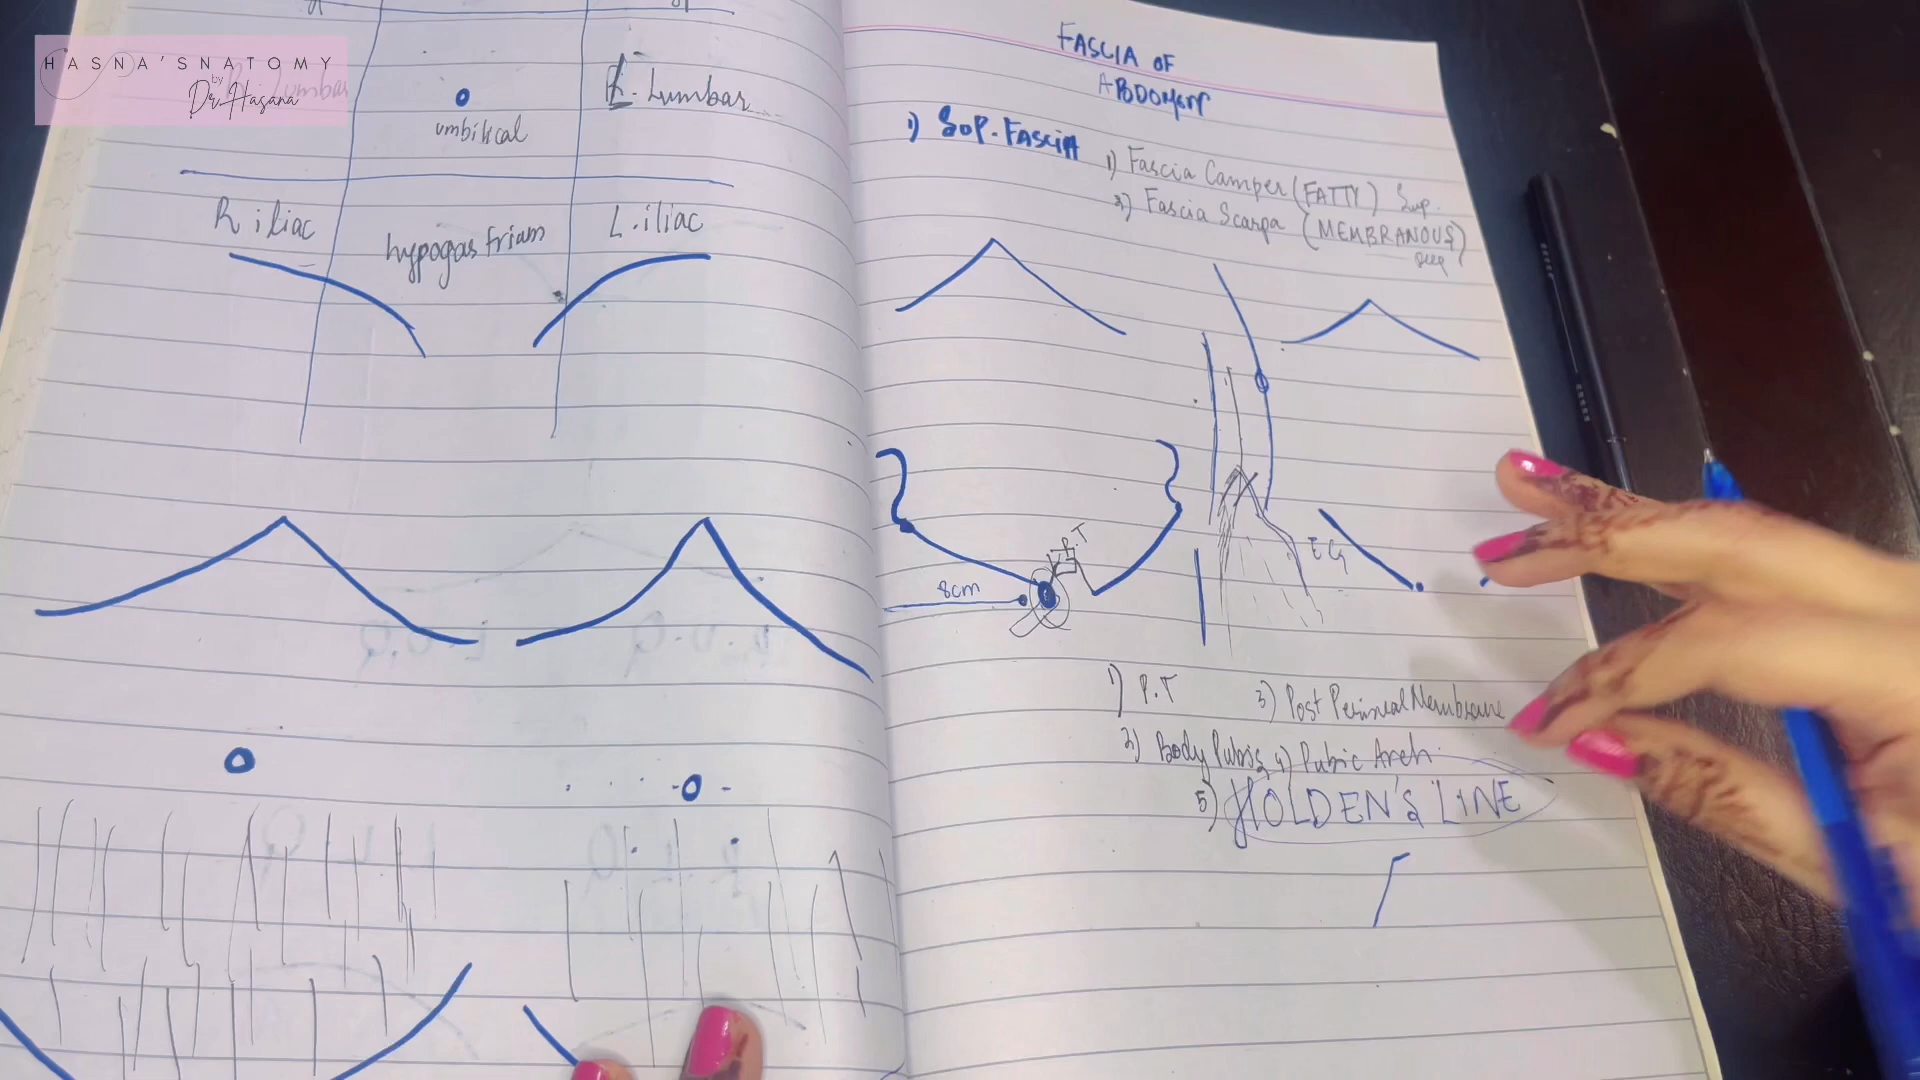 HASNA'SNATOMY
by
Dr. Hasana
L. Lumbar
umbilical
R iliac
L. iliac
hypogastrium
FASCIA OF
ABDOMEN
1) SUP. FASCIA
1) Fascia Camper (FATTY) Sup.
2) Fascia Scarpa (MEMBRANOUS)
deep
P.T
8cm
1) P.T
3) Post Perineal Membrane
2) Body Pubis
4) Pubic Arch
5) HOLDEN'S LINE